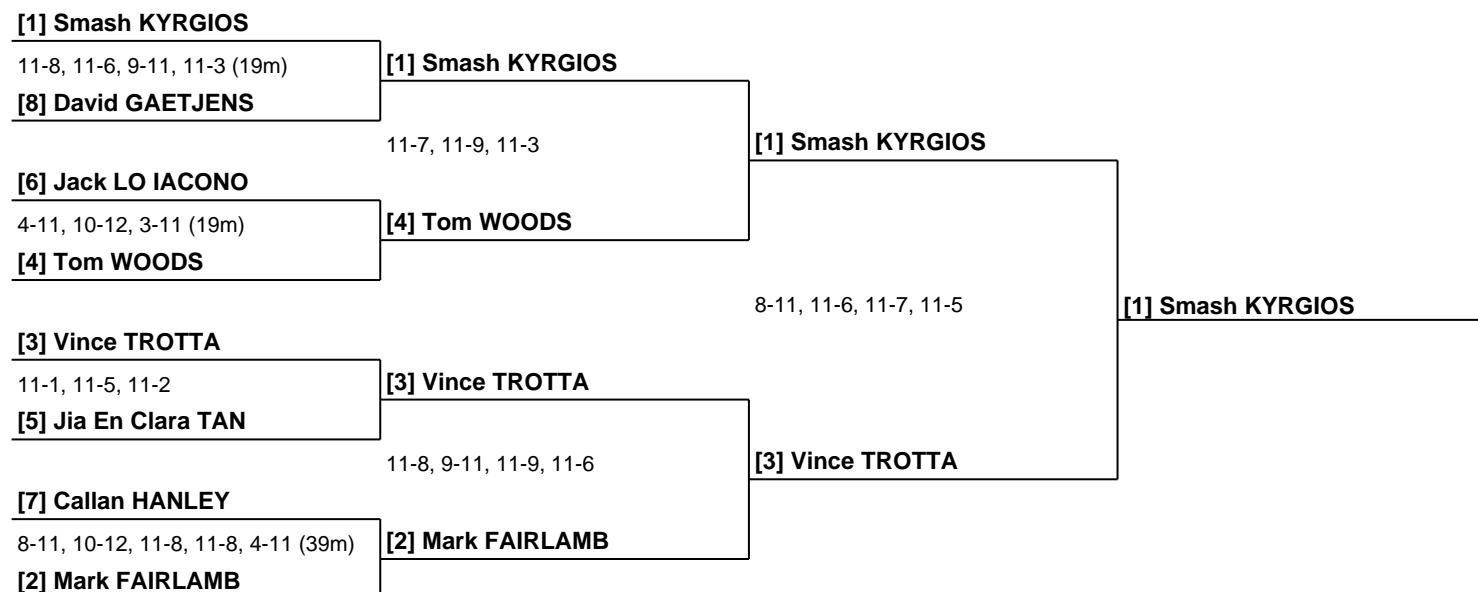 [1] Smash KYRGIOS
11-8, 11-6, 9-11, 11-3 (19m)
[8] David GAETJENS
[6] Jack LO IACONO
4-11, 10-12, 3-11 (19m)
[4] Tom WOODS
[3] Vince TROTTA
11-1, 11-5, 11-2
[5] Jia En Clara TAN
[7] Callan HANLEY
8-11, 10-12, 11-8, 11-8, 4-11 (39m)
[2] Mark FAIRLAMB
[1] Smash KYRGIOS
11-7, 11-9, 11-3
[4] Tom WOODS
[3] Vince TROTTA
11-8, 9-11, 11-9, 11-6
[2] Mark FAIRLAMB
[1] Smash KYRGIOS
8-11, 11-6, 11-7, 11-5
[3] Vince TROTTA
[1] Smash KYRGIOS